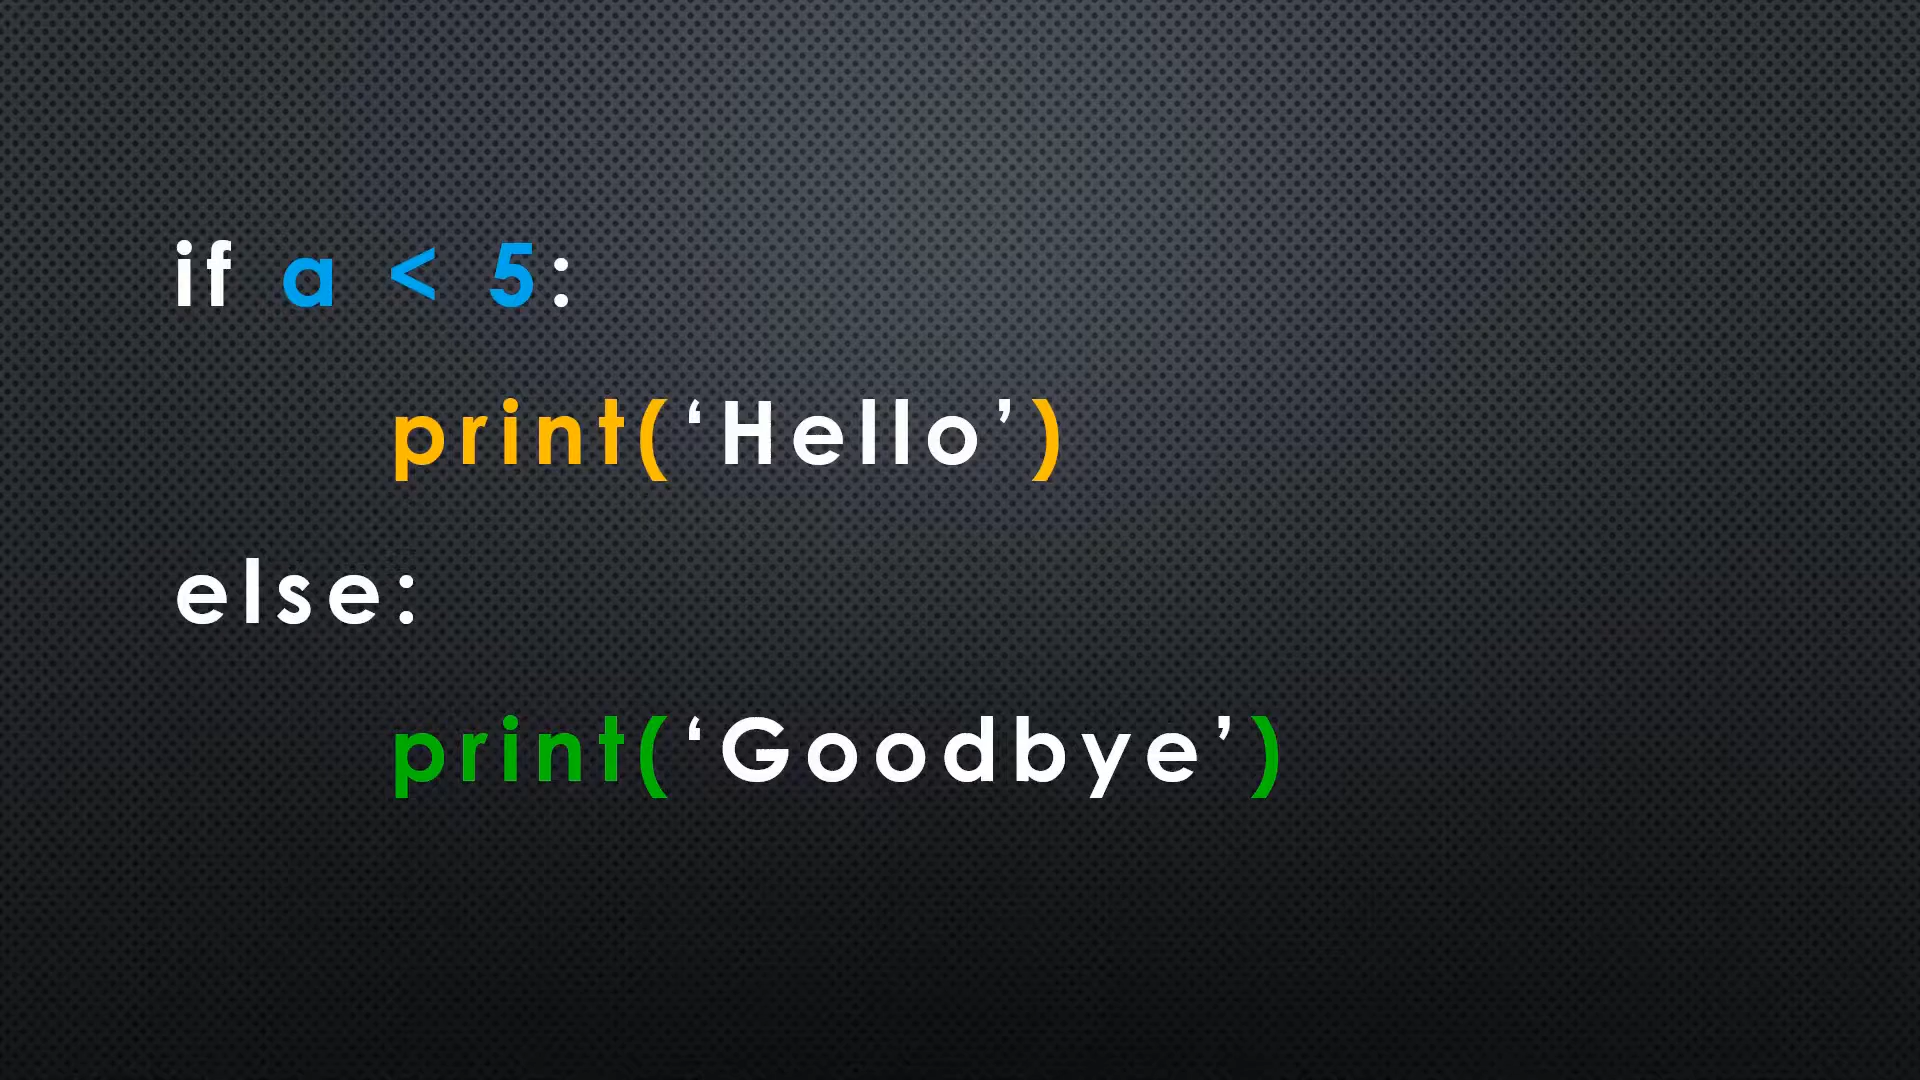 if a < 5:
print(‘Hello’)
else:
print(‘Goodbye’)